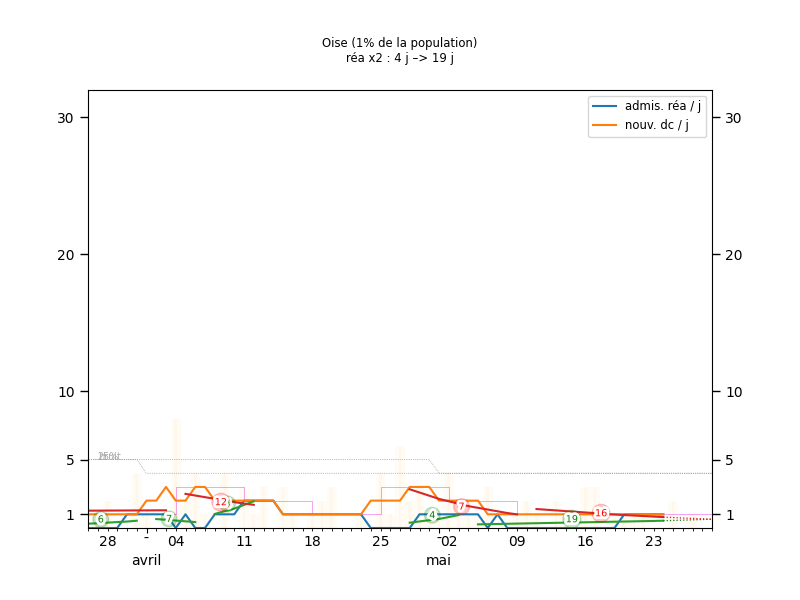 Oise (1% de la population)
réa x2 : 4 j –> 19 j
admis. réa / j
nouv. dc / j
30 30
20 20
10 10
5 5
1 1
6 7 12 4 7 19 16
28 04 11 18 25 02 09 16 23
avril mai